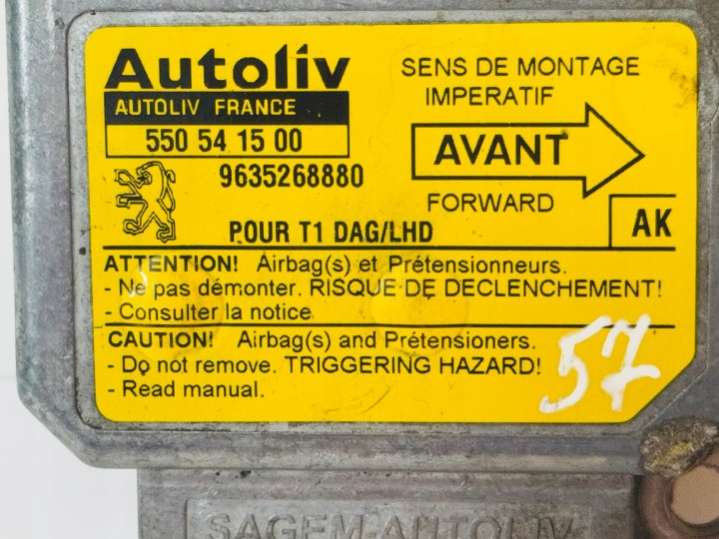 Autoliv
AUTOLIV FRANCE
550 54 15 00
9635268880
SENS DE MONTAGE
IMPERATIF
AVANT
FORWARD
POUR T1 DAG/LHD
AK
ATTENTION! Airbag(s) et Prétensionneurs.
- Ne pas démonter. RISQUE DE DECLENCHEMENT!
- Consulter la notice
CAUTION! Airbag(s) and Prétensioners.
- Do not remove. TRIGGERING HAZARD!
- Read manual.
57
SAGEM-AUTOLIV